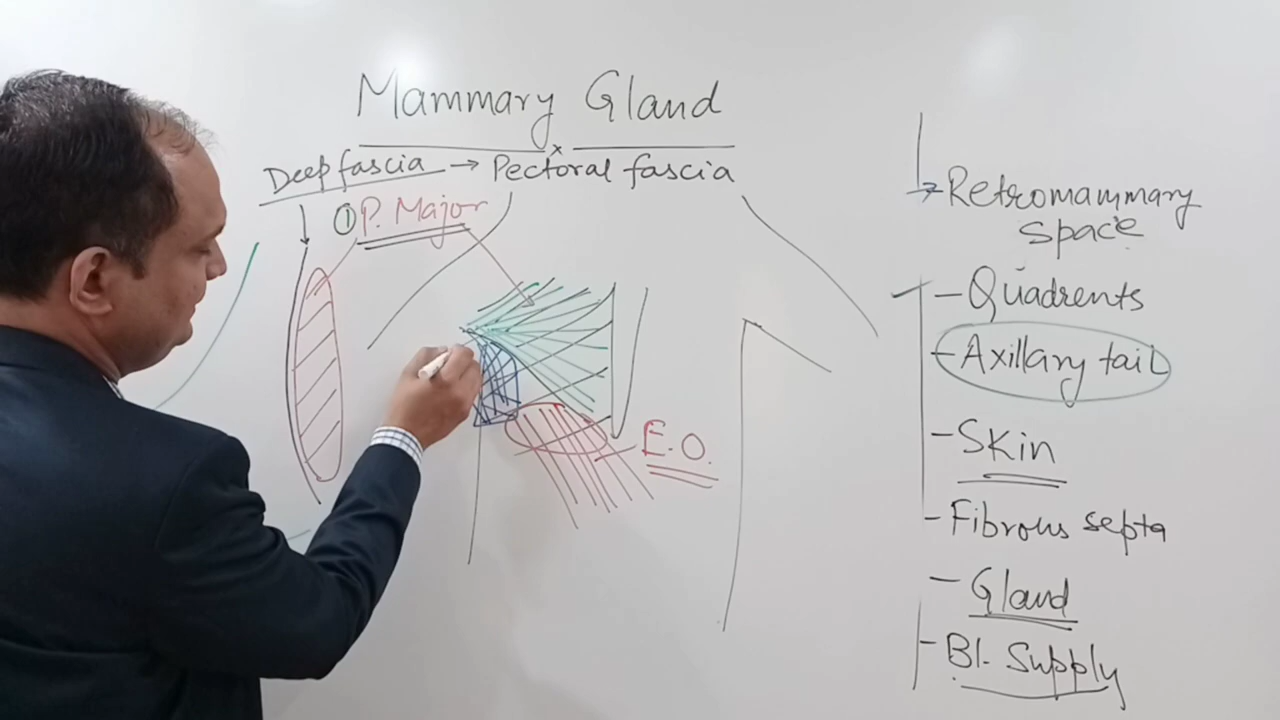 Mammary Gland
Deep fascia → Pectoral fascia
① P. Major
E.O.
→ Retromammary
Space
- Quadrents
- Axillary tail
- Skin
- Fibrous septa
- Gland
- Bl. Supply